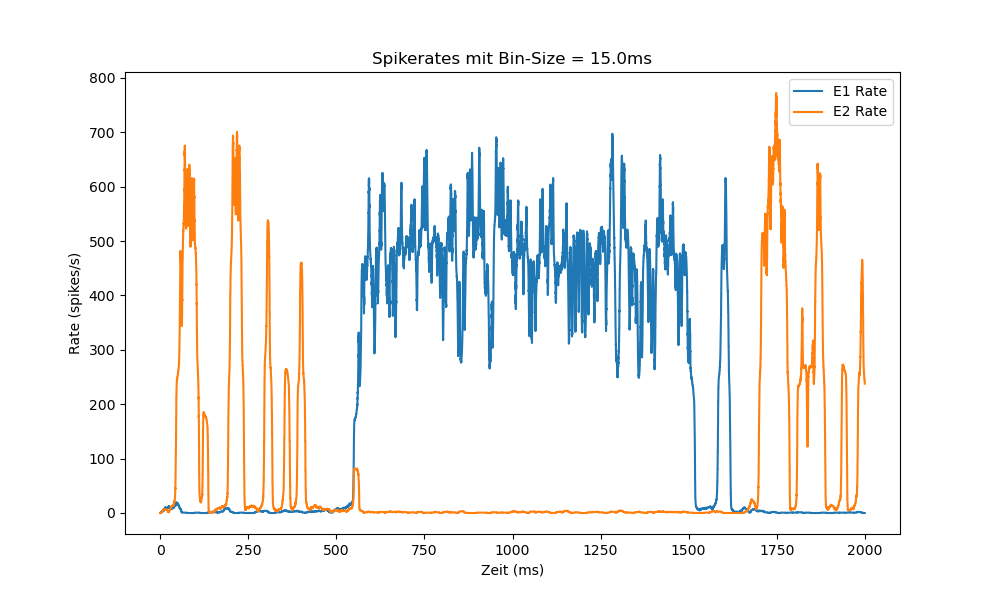 Spikerates mit Bin-Size = 15.0ms
E1 Rate
E2 Rate
Rate (spikes/s)
800
700
600
500
400
300
200
100
0
0 250 500 750 1000 1250 1500 1750 2000
Zeit (ms)